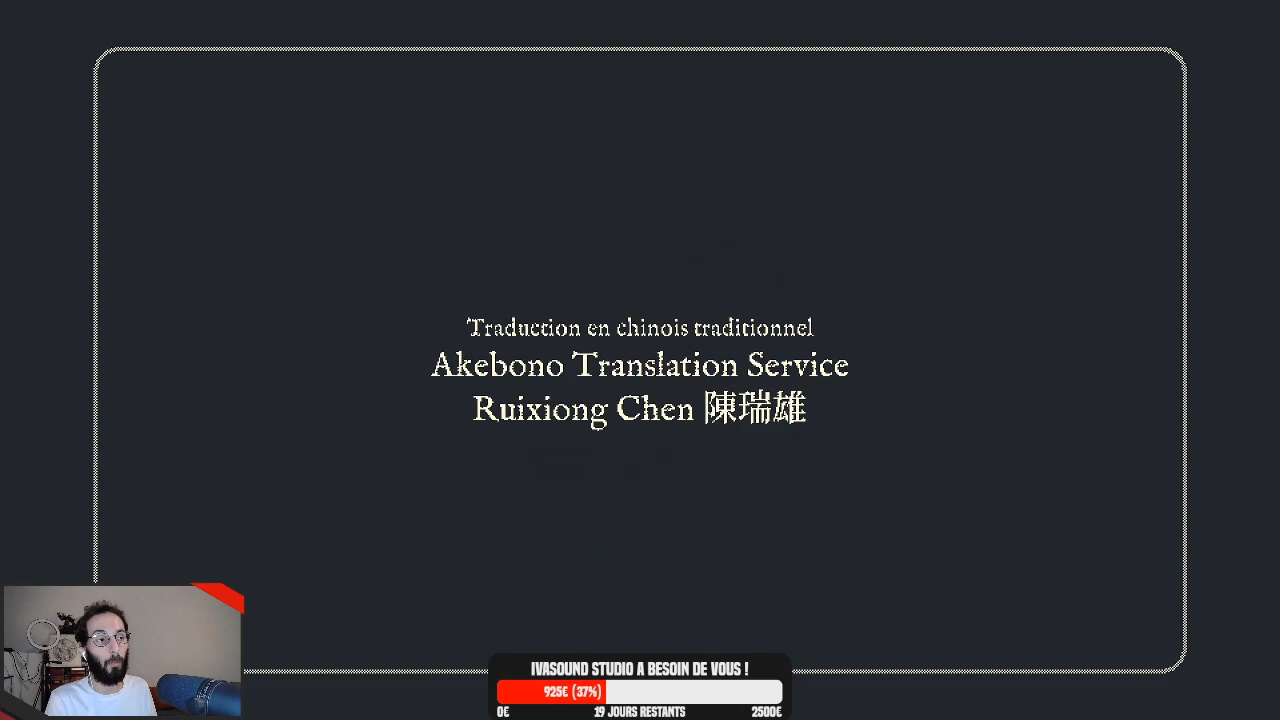 Traduction en chinois traditionnel
Akebono Translation Service
Ruixiong Chen 陳瑞雄
IVASOUND STUDIO A BESOIN DE VOUS !
925€ (37%)
0€ 19 JOURS RESTANTS 2500€